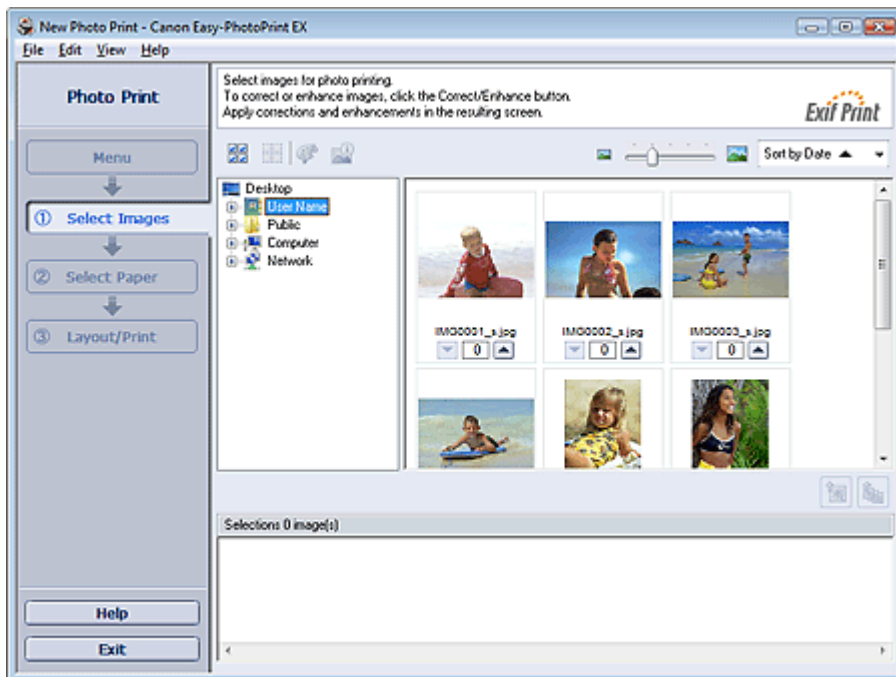 New Photo Print - Canon Easy-PhotoPrint EX
File Edit View Help
Photo Print
Menu
① Select Images
② Select Paper
③ Layout/Print
Help
Exit
Select images for photo printing.
To correct or enhance images, click the Correct/Enhance button.
Apply corrections and enhancements in the resulting screen.
Exif Print
Sort by Date
Desktop
User Name
Public
Computer
Network
IMG0001_s.jpg IMG0002_s.jpg IMG0003_s.jpg
0 0 0
Selections 0 image(s)